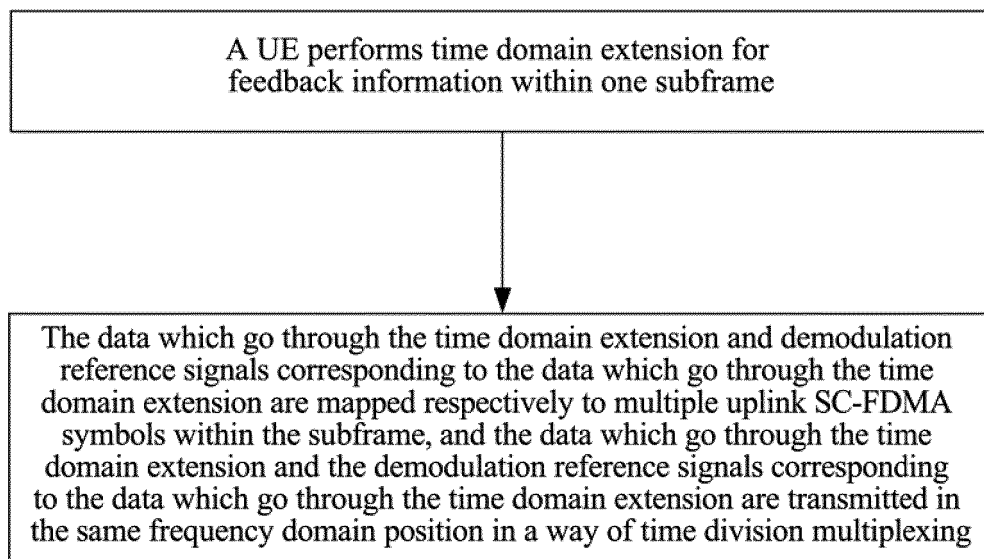 A UE performs time domain extension for
feedback information within one subframe
The data which go through the time domain extension and demodulation
reference signals corresponding to the data which go through the time
domain extension are mapped respectively to multiple uplink SC-FDMA
symbols within the subframe, and the data which go through the time
domain extension and the demodulation reference signals corresponding
to the data which go through the time domain extension are transmitted in
the same frequency domain position in a way of time division multiplexing